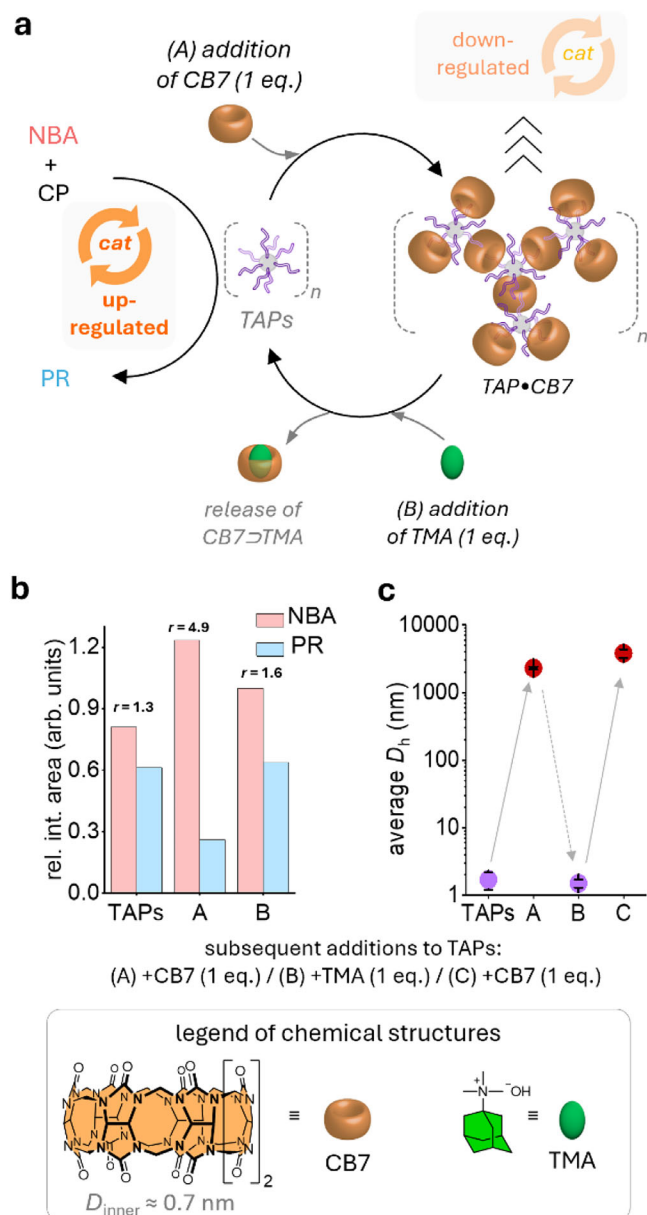 a
(A) addition
of CB7 (1 eq.)
down-
regulated
cat
NBA
+
CP
cat
up-
regulated
PR
[ ]n
TAPs
[ ]n
TAP•CB7
release of
CB7⊃TMA
(B) addition
of TMA (1 eq.)
b
NBA
PR
rel. int. area (arb. units)
1.2
0.9
0.6
0.3
0.0
r = 1.3
r = 4.9
r = 1.6
TAPs A B
c
average Dh (nm)
10000
1000
100
10
1
TAPs A B C
subsequent additions to TAPs:
(A) +CB7 (1 eq.) / (B) +TMA (1 eq.) / (C) +CB7 (1 eq.)
legend of chemical structures
O O O O
N N N N N N N N
N N N N N N N N
O O O O
2
≡
CB7
Dinner ≈ 0.7 nm
N+ −OH
≡
TMA